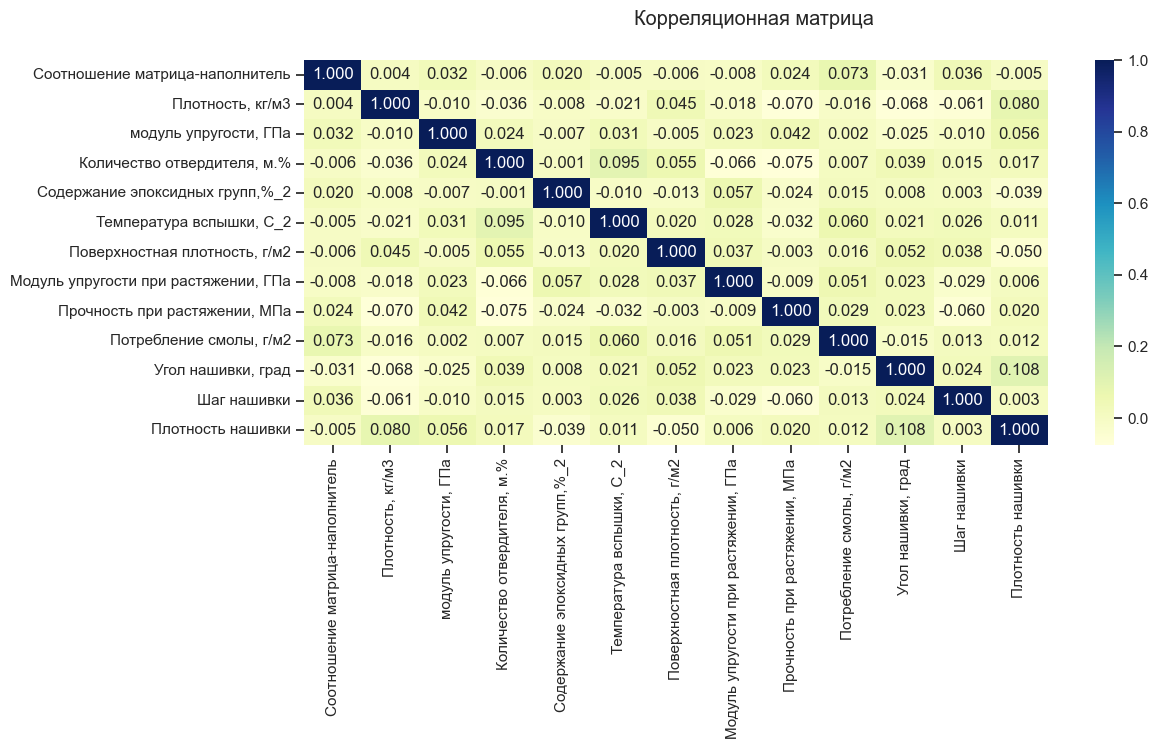 Корреляционная матрица
Соотношение матрица-наполнитель 1.000 0.004 0.032 -0.006 0.020 -0.005 -0.006 -0.008 0.024 0.073 -0.031 0.036 -0.005
Плотность, кг/м3 0.004 1.000 -0.010 -0.036 -0.008 -0.021 0.045 -0.018 -0.070 -0.016 -0.068 -0.061 0.080
модуль упругости, ГПа 0.032 -0.010 1.000 0.024 -0.007 0.031 -0.005 0.023 0.042 0.002 -0.025 -0.010 0.056
Количество отвердителя, м.% -0.006 -0.036 0.024 1.000 -0.001 0.095 0.055 -0.066 -0.075 0.007 0.039 0.015 0.017
Содержание эпоксидных групп,%_2 0.020 -0.008 -0.007 -0.001 1.000 -0.010 -0.013 0.057 -0.024 0.015 0.008 0.003 -0.039
Температура вспышки, С_2 -0.005 -0.021 0.031 0.095 -0.010 1.000 0.020 0.028 -0.032 0.060 0.021 0.026 0.011
Поверхностная плотность, г/м2 -0.006 0.045 -0.005 0.055 -0.013 0.020 1.000 0.037 -0.003 0.016 0.052 0.038 -0.050
Модуль упругости при растяжении, ГПа -0.008 -0.018 0.023 -0.066 0.057 0.028 0.037 1.000 -0.009 0.051 0.023 -0.029 0.006
Прочность при растяжении, МПа 0.024 -0.070 0.042 -0.075 -0.024 -0.032 -0.003 -0.009 1.000 0.029 0.023 -0.060 0.020
Потребление смолы, г/м2 0.073 -0.016 0.002 0.007 0.015 0.060 0.016 0.051 0.029 1.000 -0.015 0.013 0.012
Угол нашивки, град -0.031 -0.068 -0.025 0.039 0.008 0.021 0.052 0.023 0.023 -0.015 1.000 0.024 0.108
Шаг нашивки 0.036 -0.061 -0.010 0.015 0.003 0.026 0.038 -0.029 -0.060 0.013 0.024 1.000 0.003
Плотность нашивки -0.005 0.080 0.056 0.017 -0.039 0.011 -0.050 0.006 0.020 0.012 0.108 0.003 1.000
Соотношение матрица-наполнитель
Плотность, кг/м3
модуль упругости, ГПа
Количество отвердителя, м.%
Содержание эпоксидных групп,%_2
Температура вспышки, С_2
Поверхностная плотность, г/м2
Модуль упругости при растяжении, ГПа
Прочность при растяжении, МПа
Потребление смолы, г/м2
Угол нашивки, град
Шаг нашивки
Плотность нашивки
1.0
0.8
0.6
0.4
0.2
0.0